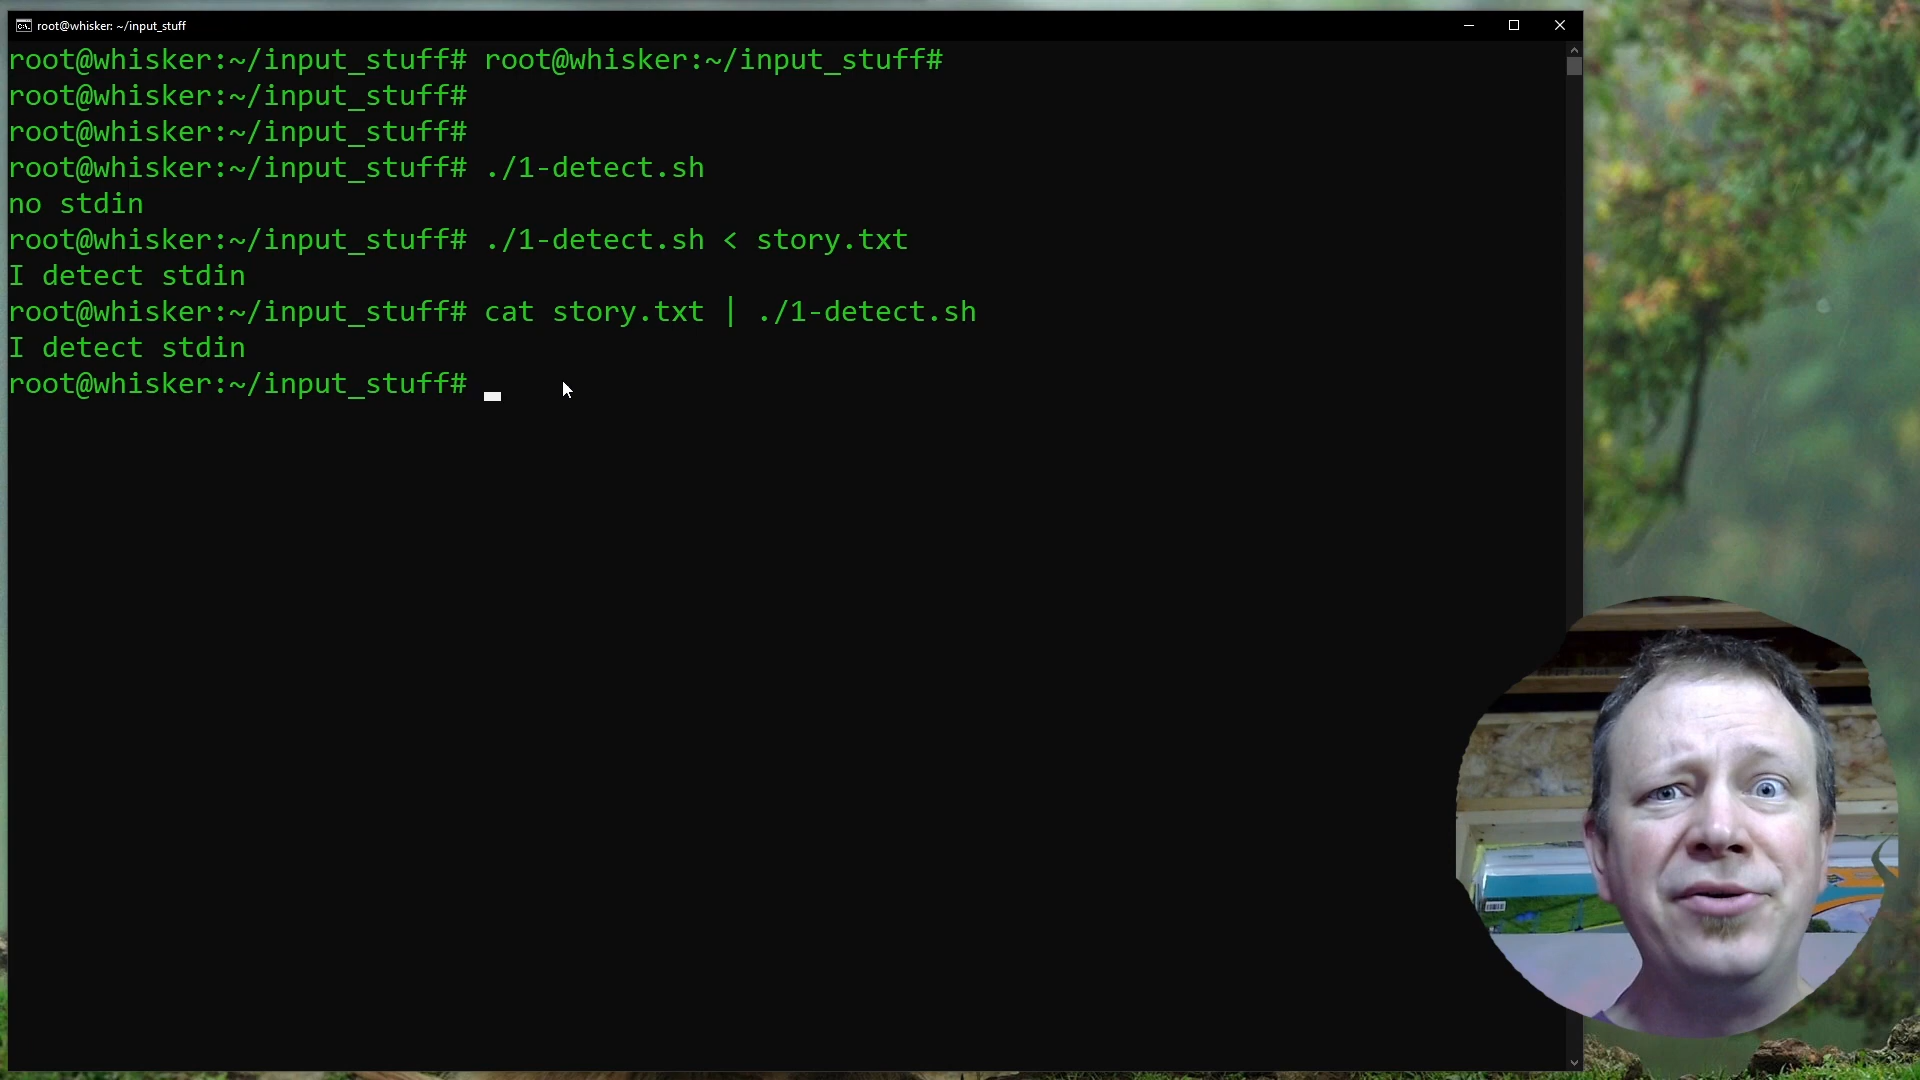 root@whisker: ~/input_stuff
root@whisker:~/input_stuff# root@whisker:~/input_stuff#
root@whisker:~/input_stuff#
root@whisker:~/input_stuff#
root@whisker:~/input_stuff# ./1-detect.sh
no stdin
root@whisker:~/input_stuff# ./1-detect.sh < story.txt
I detect stdin
root@whisker:~/input_stuff# cat story.txt | ./1-detect.sh
I detect stdin
root@whisker:~/input_stuff#